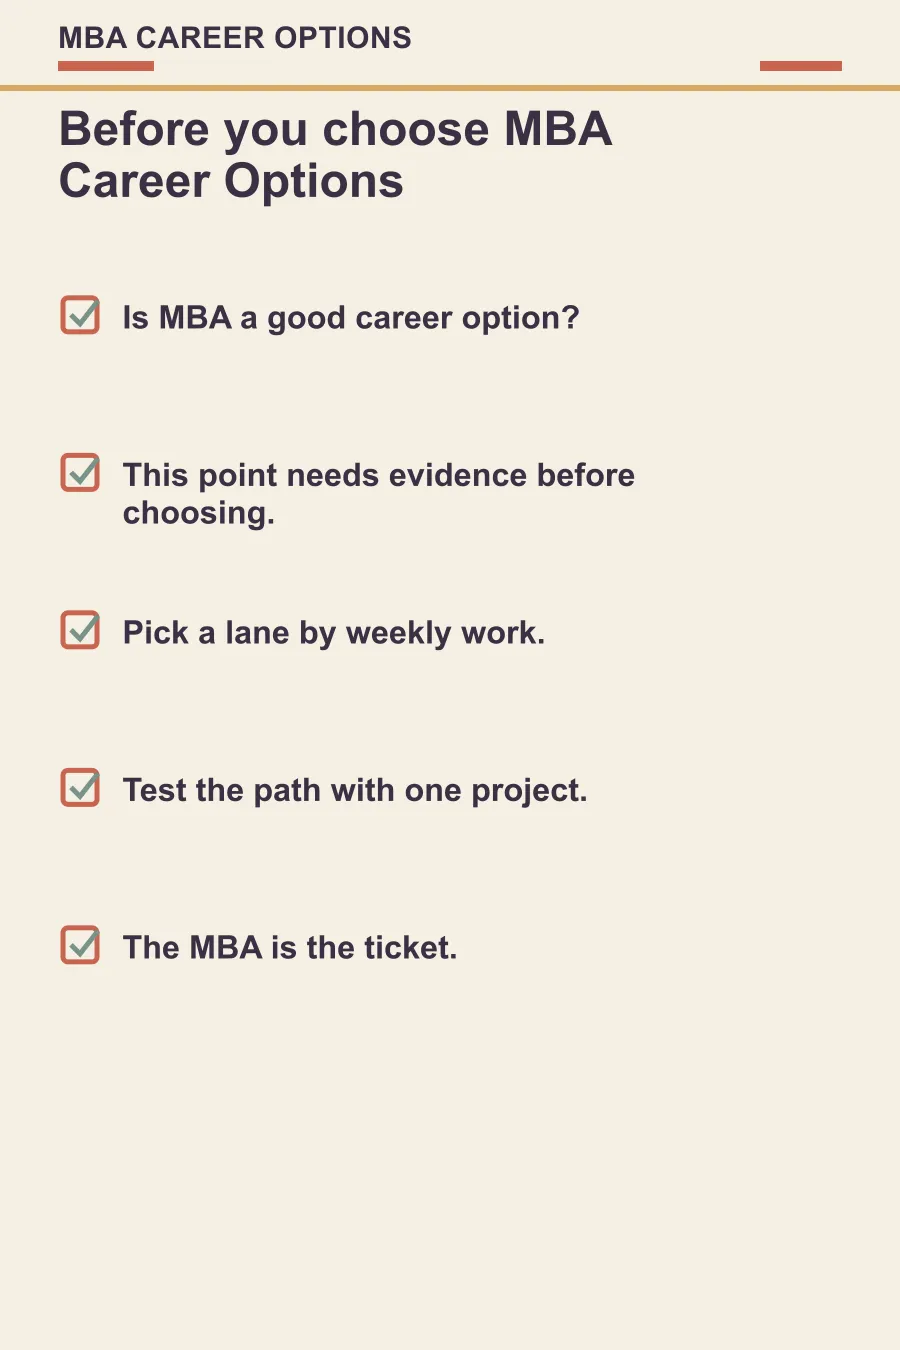 MBA CAREER OPTIONS
Before you choose MBA
Career Options
Is MBA a good career option?
This point needs evidence before
choosing.
Pick a lane by weekly work.
Test the path with one project.
The MBA is the ticket.